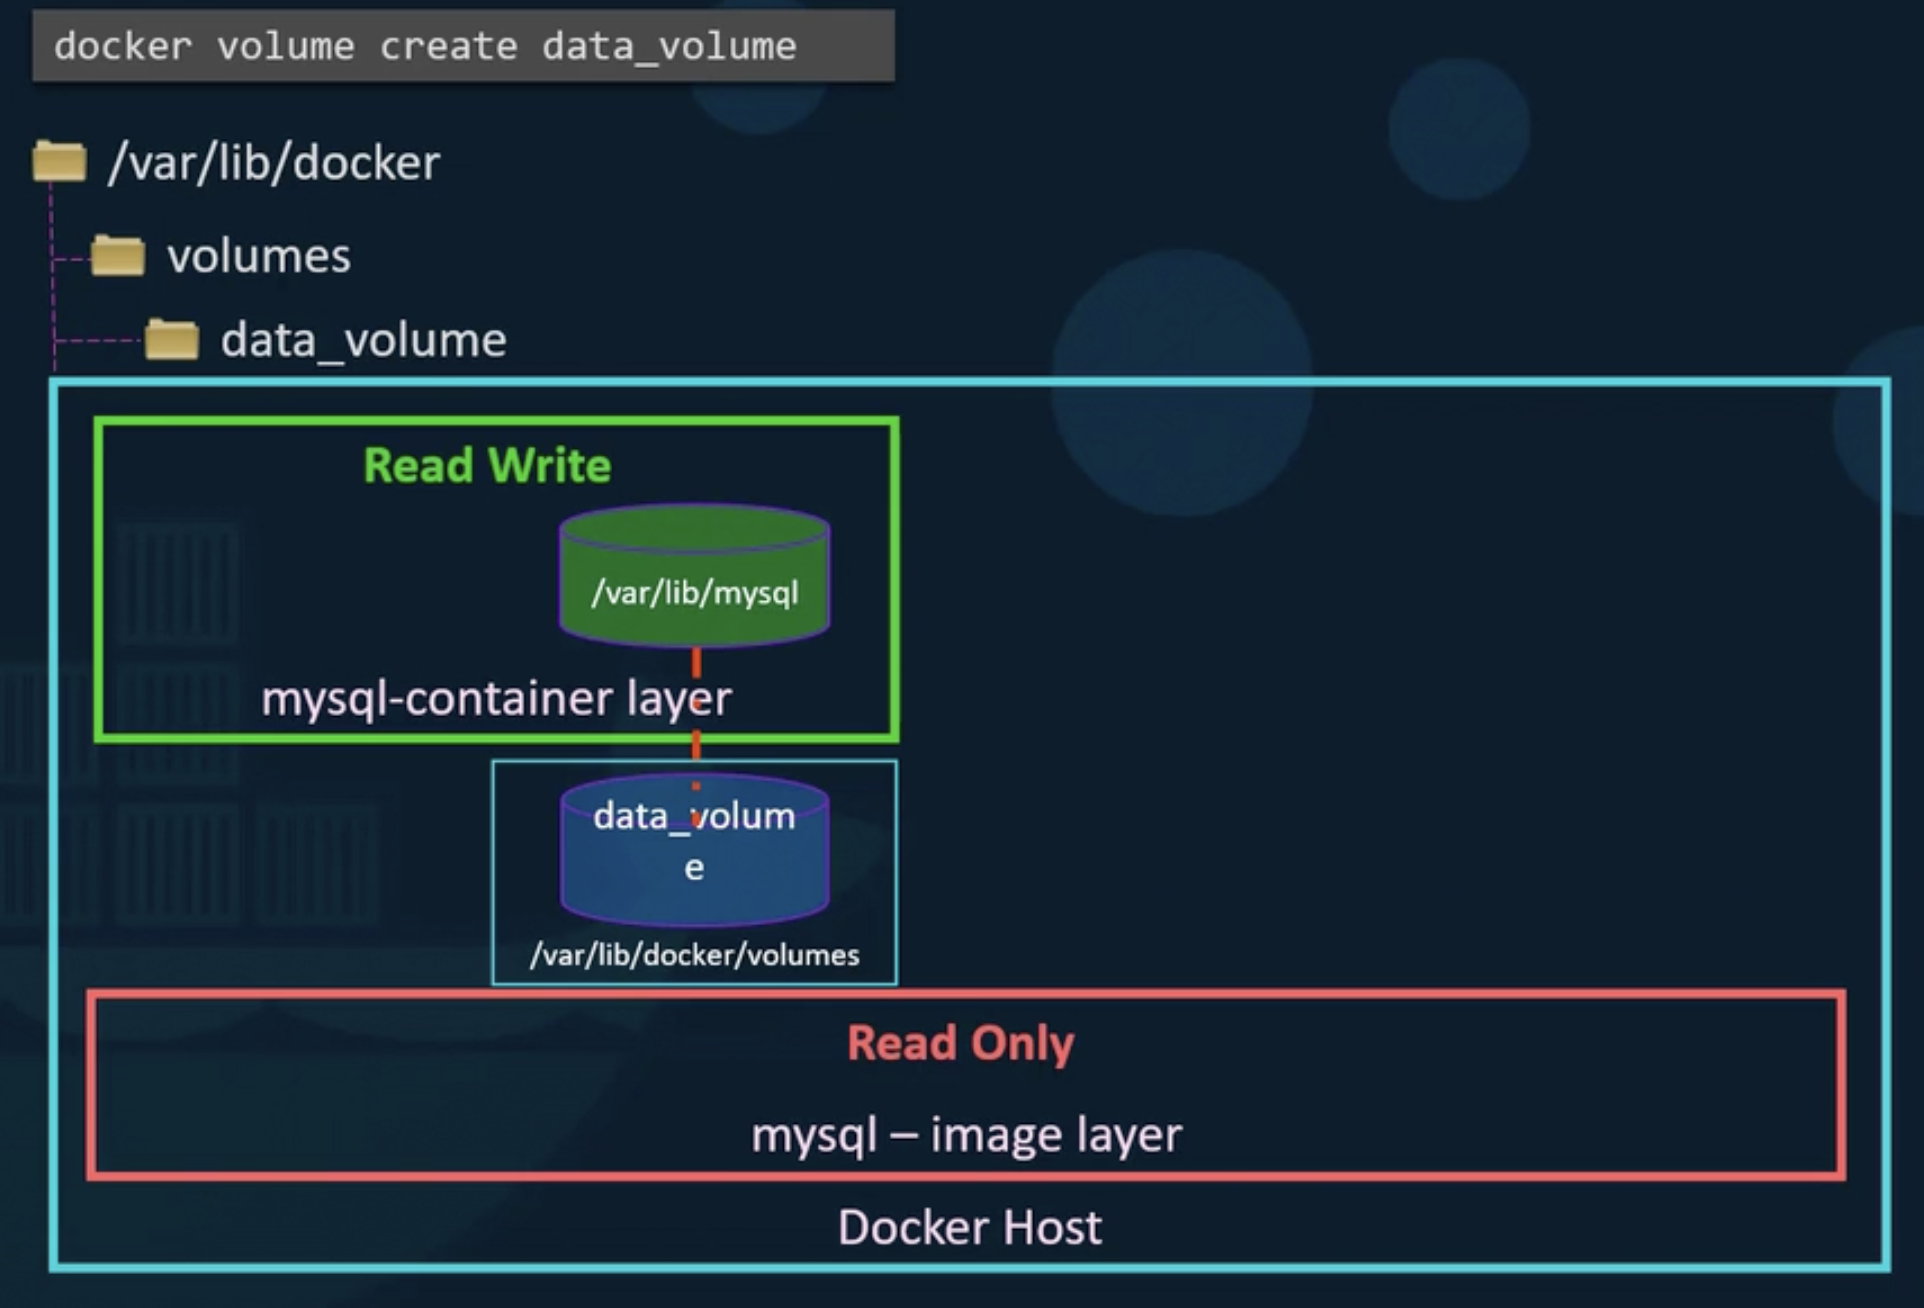 docker volume create data_volume
/var/lib/docker
volumes
data_volume
Read Write
/var/lib/mysql
mysql-container layer
data_volum
e
/var/lib/docker/volumes
Read Only
mysql – image layer
Docker Host